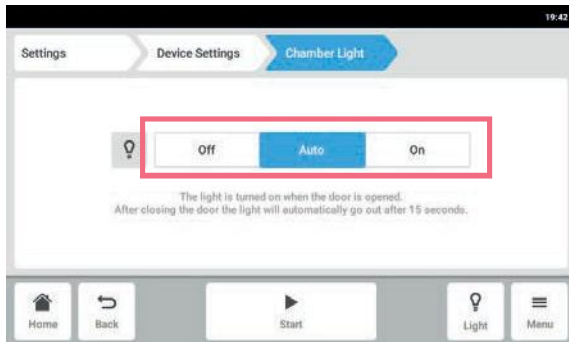 19:42
Settings Device Settings Chamber Light
Off Auto On
The light is turned on when the door is opened.
After closing the door the light will automatically go out after 15 seconds.
Home Back Start Light Menu